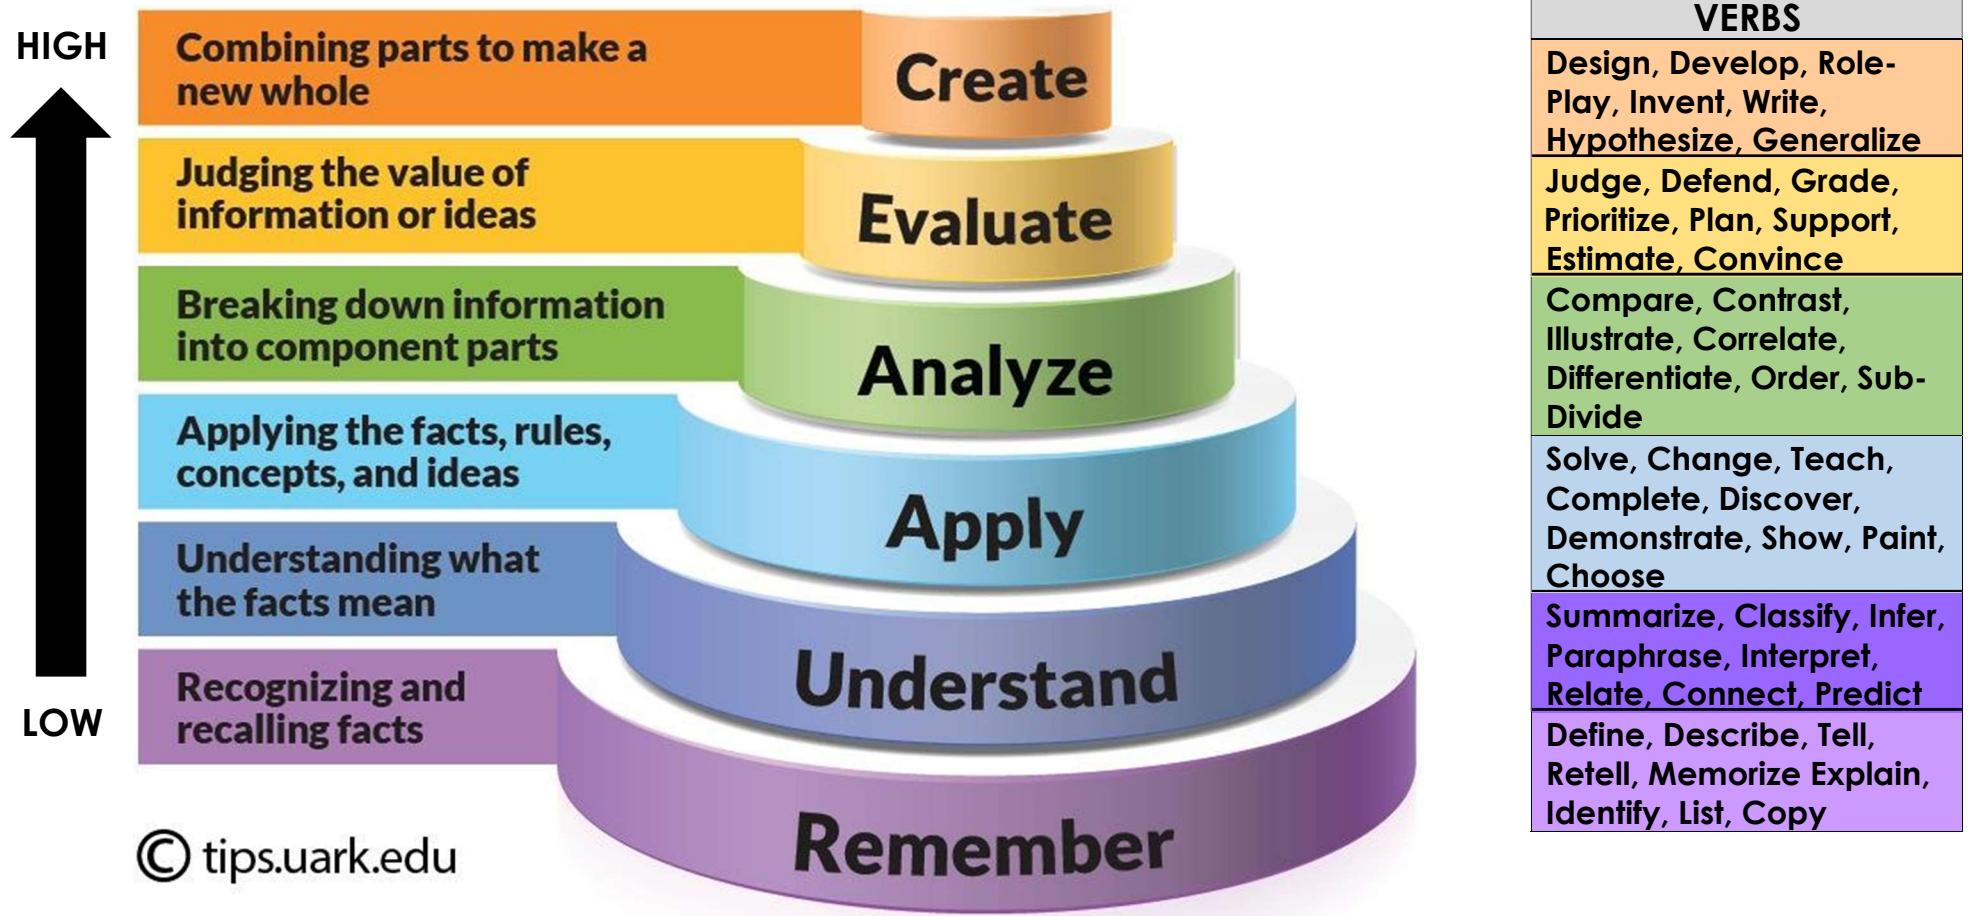 HIGH
LOW
Combining parts to make a
new whole
Create
Judging the value of
information or ideas
Evaluate
Breaking down information
into component parts
Analyze
Applying the facts, rules,
concepts, and ideas
Apply
Understanding what
the facts mean
Understand
Recognizing and
recalling facts
Remember
© tips.uark.edu
VERBS
Design, Develop, Role-
Play, Invent, Write,
Hypothesize, Generalize
Judge, Defend, Grade,
Prioritize, Plan, Support,
Estimate, Convince
Compare, Contrast,
Illustrate, Correlate,
Differentiate, Order, Sub-
Divide
Solve, Change, Teach,
Complete, Discover,
Demonstrate, Show, Paint,
Choose
Summarize, Classify, Infer,
Paraphrase, Interpret,
Relate, Connect, Predict
Define, Describe, Tell,
Retell, Memorize Explain,
Identify, List, Copy